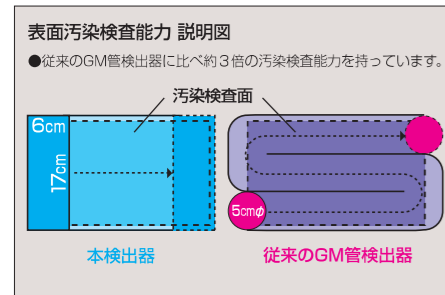 表面汚染検査能力 説明図
●従来のGM管検出器に比べ約3倍の汚染検査能力を持っています。
汚染検査面
6cm
17cm
5cmφ
本検出器
従来のGM管検出器